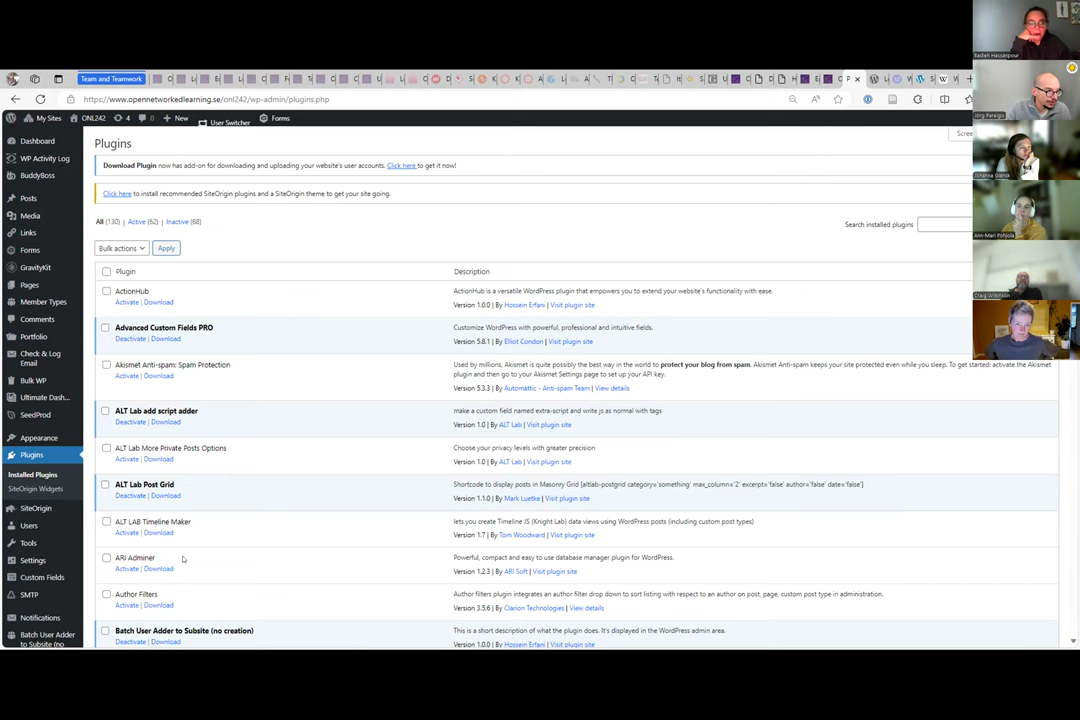 Team and Teamwork
https://www.opennetworkedlearning.se/onl242/wp-admin/plugins.php
My Sites ONL242 4 0 New User Switcher Forms
Dashboard
WP Activity Log
BuddyBoss
Posts
Media
Links
Forms
GravityKit
Pages
Member Types
Comments
Portfolio
Check & Log
Email
Bulk WP
Ultimate Dash...
SeedProd
Appearance
Plugins
Installed Plugins
SiteOrigin Widgets
SiteOrigin
Users
Tools
Settings
Custom Fields
SMTP
Notifications
Batch User Adder
to Subsite (no
Plugins
Download Plugin now has add-on for downloading and uploading your website's user accounts. Click here to get it now!
Click here to install recommended SiteOrigin plugins and a SiteOrigin theme to get your site going.
All (130) | Active (62) | Inactive (68)
Search installed plugins
Bulk actions Apply
Plugin Description
ActionHub
Activate | Download
ActionHub is a versatile WordPress plugin that empowers you to extend your website's functionality with ease.
Version 1.0.0 | By Hossein Erfani | Visit plugin site
Advanced Custom Fields PRO
Deactivate | Download
Customize WordPress with powerful, professional and intuitive fields.
Version 5.8.1 | By Elliot Condon | Visit plugin site
Akismet Anti-spam: Spam Protection
Activate | Download
Used by millions, Akismet is quite possibly the best way in the world to protect your blog from spam. Akismet Anti-spam keeps your site protected even while you sleep. To get started: activate the Akismet
plugin and then go to your Akismet Settings page to set up your API key.
Version 5.3.3 | By Automattic - Anti-spam Team | View details
ALT Lab add script adder
Deactivate | Download
make a custom field named extra-script and write js as normal with tags
Version 1.0 | By ALT Lab | Visit plugin site
ALT Lab More Private Posts Options
Activate | Download
Choose your privacy levels with greater precision
Version 1.0 | By ALT Lab | Visit plugin site
ALT Lab Post Grid
Deactivate | Download
Shortcode to display posts in Masonry Grid [altlab-postgrid category='something' max_column='2' excerpt='false' author='false' date='false']
Version 1.1.0 | By Mark Luetke | Visit plugin site
ALT LAB Timeline Maker
Activate | Download
lets you create Timeline JS (Knight Lab) data views using WordPress posts (including custom post types)
Version 1.7 | By Tom Woodward | Visit plugin site
ARI Adminer
Activate | Download
Powerful, compact and easy to use database manager plugin for WordPress.
Version 1.2.3 | By ARI Soft | Visit plugin site
Author Filters
Activate | Download
Author filters plugin integrates an author filter drop down to sort listing with respect to an author on post, page, custom post type in administration.
Version 3.5.6 | By Clarion Technologies | View details
Batch User Adder to Subsite (no creation)
Deactivate | Download
This is a short description of what the plugin does. It's displayed in the WordPress admin area.
Version 1.0.0 | By Hossein Erfani | Visit plugin site
Scree
Badieh Hassanpour
Jörg Pareigis
Johanna Glansk
Ann-Mari Pohjola
Craig Wilkinson